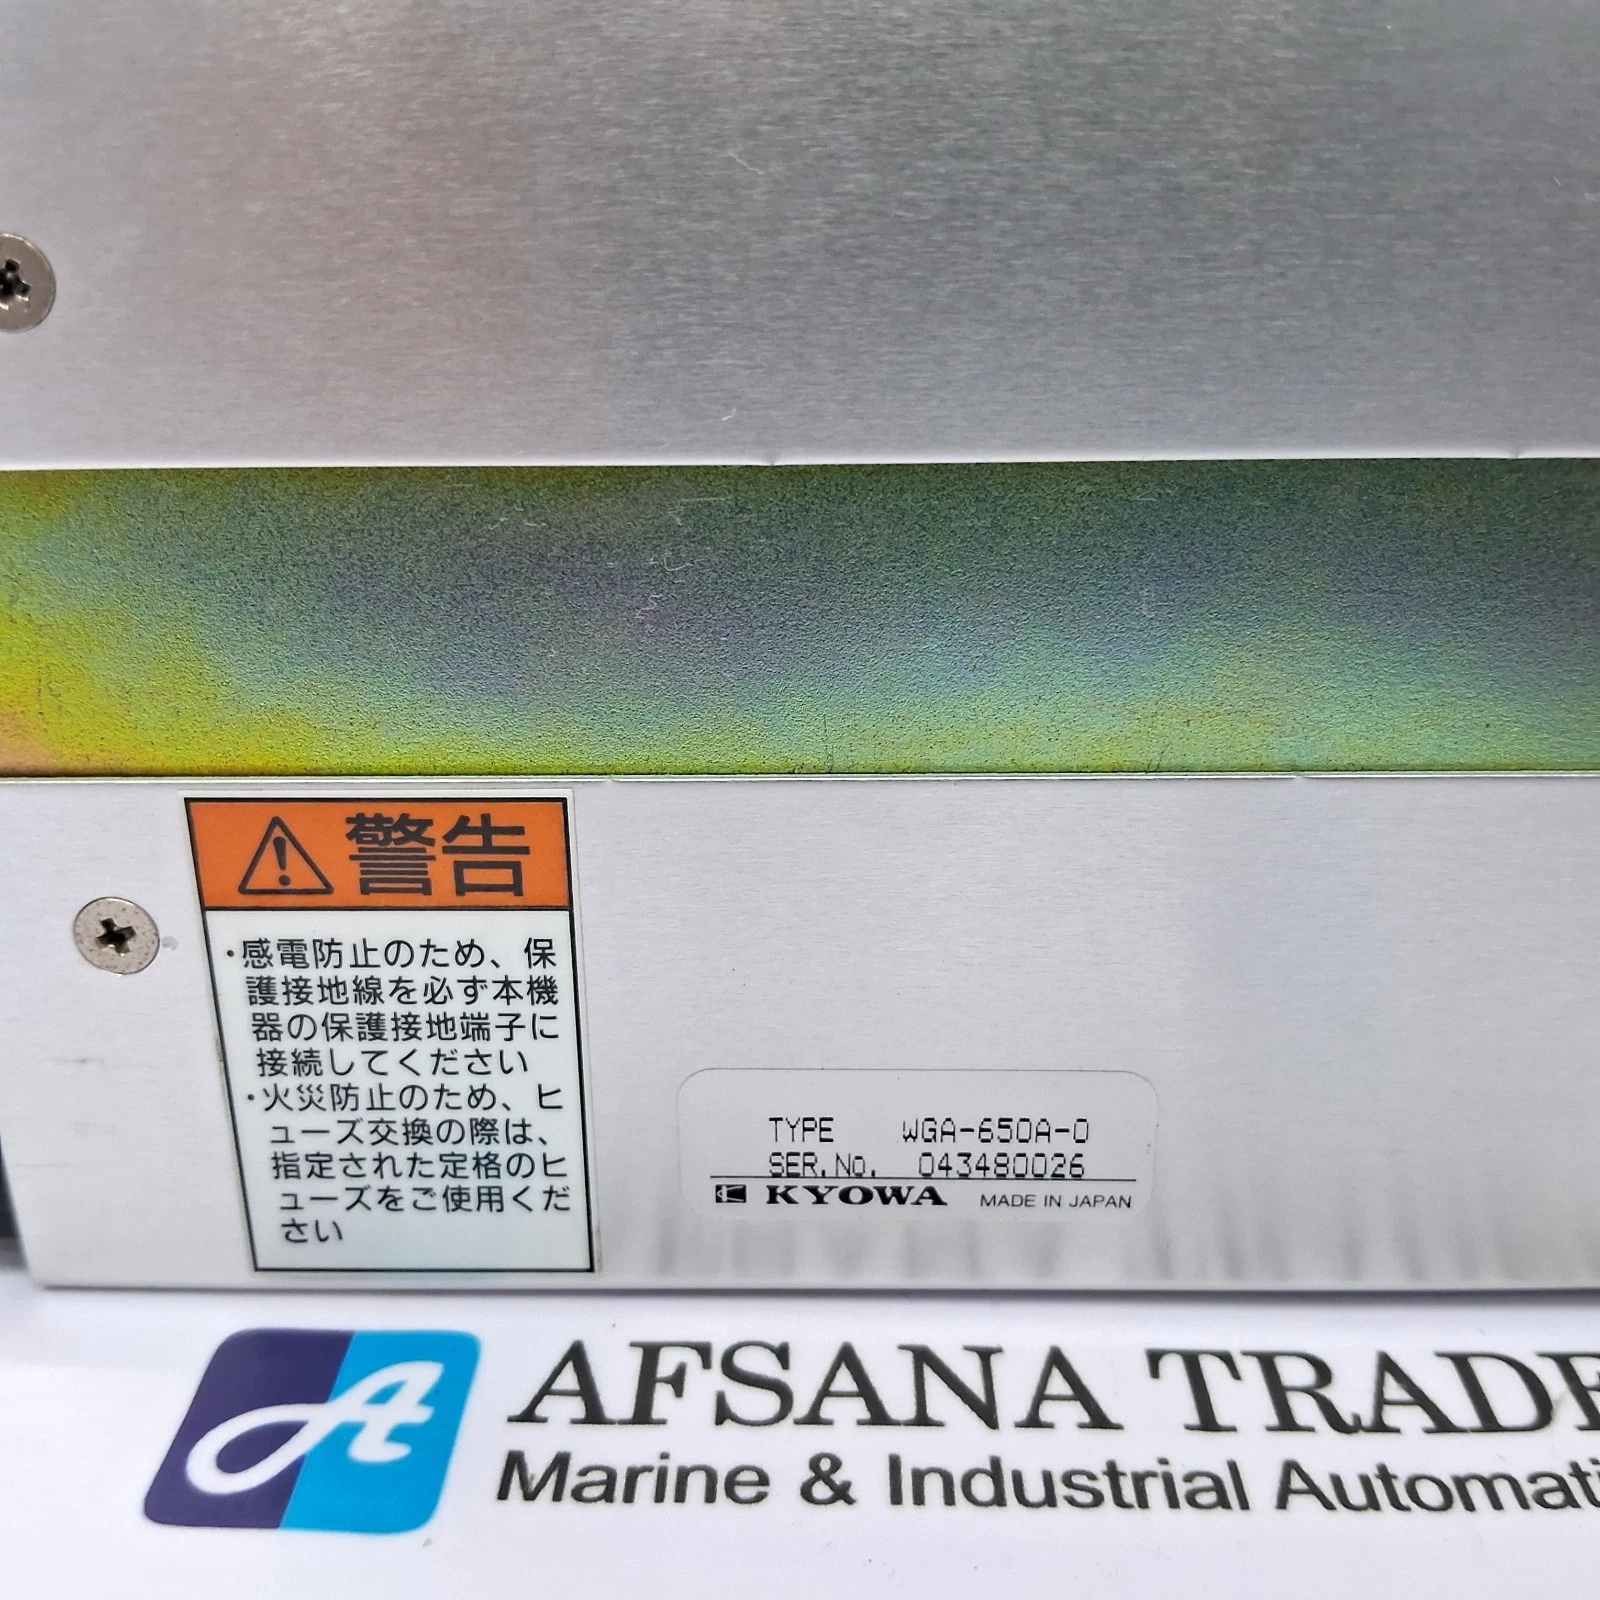 警告
・感電防止のため、保
護接地線を必ず本機
器の保護接地端子に
接続してください
・火災防止のため、ヒ
ューズ交換の際は、
指定された定格のヒ
ューズをご使用くだ
さい
TYPE WGA-650A-0
SER.No. 043480026
KYOWA MADE IN JAPAN
AFSANA TRADE
Marine & Industrial Automati